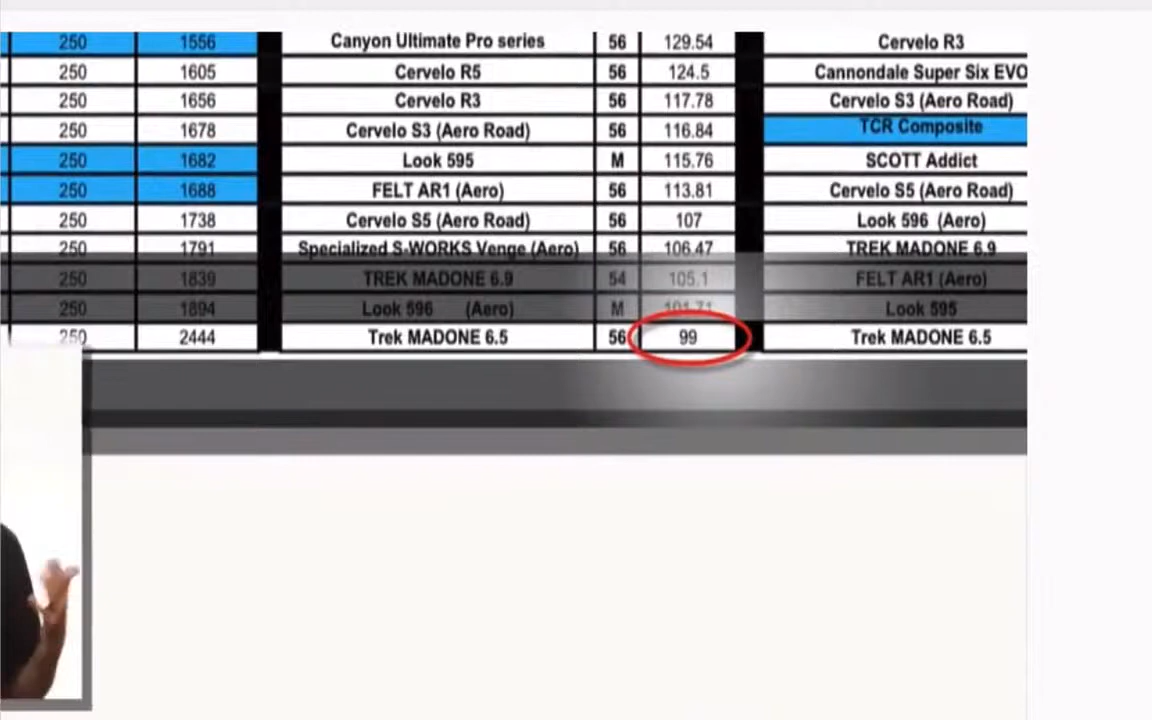 250 1556 Canyon Ultimate Pro series 56 129.54 Cervelo R3
250 1605 Cervelo R5 56 124.5 Cannondale Super Six EVO
250 1656 Cervelo R3 56 117.78 Cervelo S3 (Aero Road)
250 1678 Cervelo S3 (Aero Road) 56 116.84 TCR Composite
250 1682 Look 595 M 115.76 SCOTT Addict
250 1688 FELT AR1 (Aero) 56 113.81 Cervelo S5 (Aero Road)
250 1738 Cervelo S5 (Aero Road) 56 107 Look 596 (Aero)
250 1791 Specialized S-WORKS Venge (Aero) 56 106.47 TREK MADONE 6.9
250 1839 TREK MADONE 6.9 54 105.1 FELT AR1 (Aero)
250 1894 Look 596 (Aero) M 101.71 Look 595
250 2444 Trek MADONE 6.5 56 99 Trek MADONE 6.5